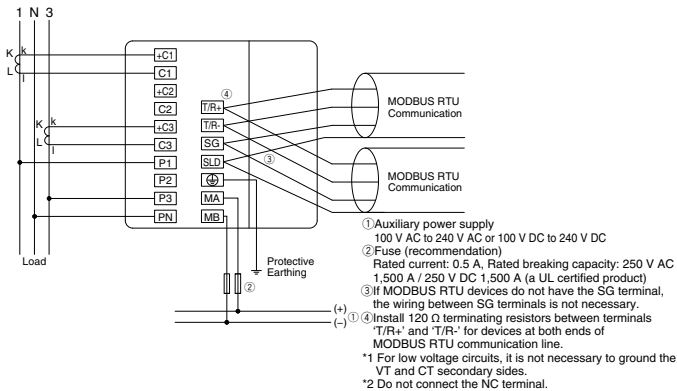 1 N 3
K k
L l
K k
L l
+C1
C1
+C2
C2
+C3
C3
P1
P2
P3
PN
④
T/R+
T/R-
SG
③
SLD
MA
MB
MODBUS RTU
Communication
MODBUS RTU
Communication
Load
②
Protective
Earthing
(+)
(−) ①
①Auxiliary power supply
100 V AC to 240 V AC or 100 V DC to 240 V DC
②Fuse (recommendation)
Rated current: 0.5 A, Rated breaking capacity: 250 V AC
1,500 A / 250 V DC 1,500 A (a UL certified product)
③If MODBUS RTU devices do not have the SG terminal,
the wiring between SG terminals is not necessary.
④Install 120 Ω terminating resistors between terminals
'T/R+' and 'T/R-' for devices at both ends of
MODBUS RTU communication line.
*1 For low voltage circuits, it is not necessary to ground the
VT and CT secondary sides.
*2 Do not connect the NC terminal.